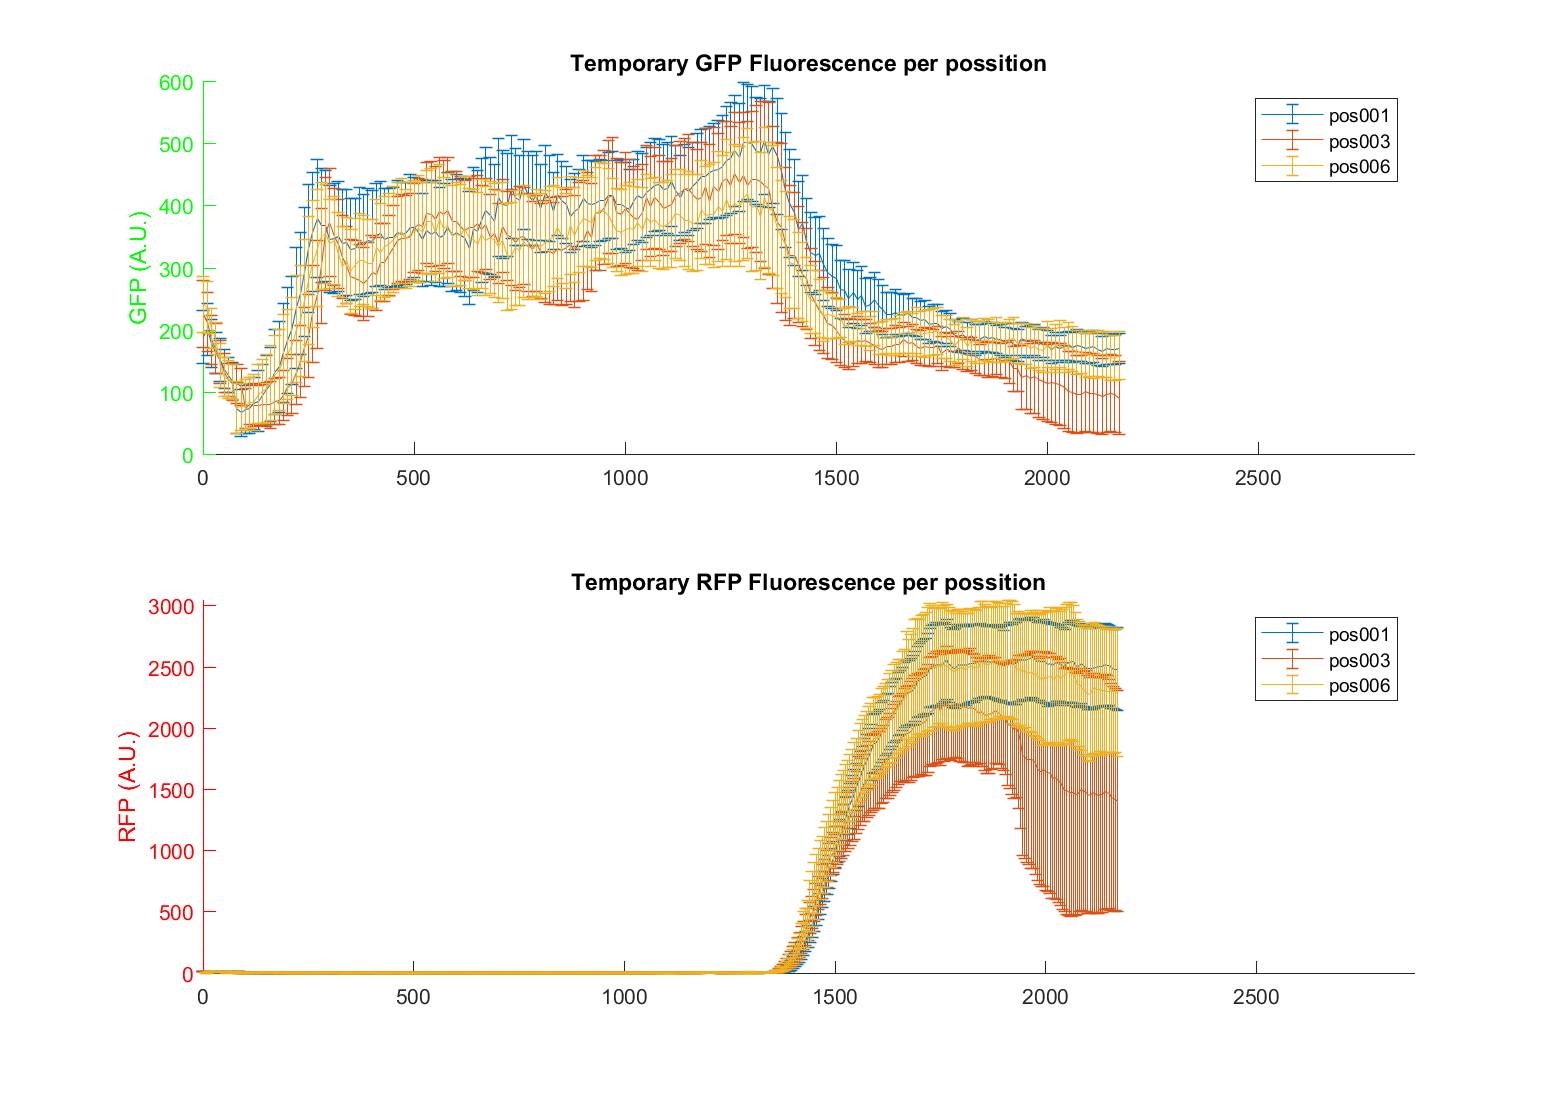 Temporary GFP Fluorescence per possition
600
500
400
300
200
100
0
GFP (A.U.)
0 500 1000 1500 2000 2500
pos001
pos003
pos006
Temporary RFP Fluorescence per possition
3000
2500
2000
1500
1000
500
0
RFP (A.U.)
0 500 1000 1500 2000 2500
pos001
pos003
pos006